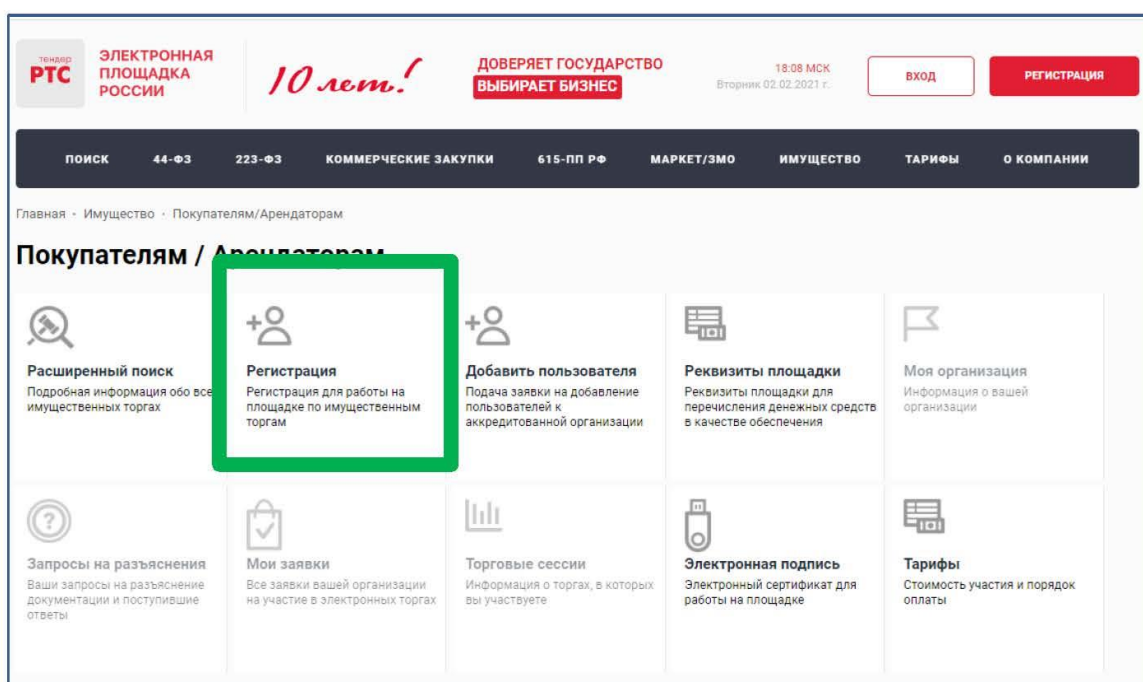 тендер
РТС
ЭЛЕКТРОННАЯ
ПЛОЩАДКА
РОССИИ
10 лет!
ДОВЕРЯЕТ ГОСУДАРСТВО
ВЫБИРАЕТ БИЗНЕС
18:08 МСК
Вторник 02.02.2021 г.
ВХОД
РЕГИСТРАЦИЯ
ПОИСК 44-ФЗ 223-ФЗ КОММЕРЧЕСКИЕ ЗАКУПКИ 615-ПП РФ МАРКЕТ/ЗМО ИМУЩЕСТВО ТАРИФЫ О КОМПАНИИ
Главная · Имущество · Покупателям/Арендаторам
Покупателям / Арендаторам
Расширенный поиск
Подробная информация обо все
имущественных торгах
Регистрация
Регистрация для работы на
площадке по имущественным
торгам
Добавить пользователя
Подача заявки на добавление
пользователей к
аккредитованной организации
Реквизиты площадки
Реквизиты площадки для
перечисления денежных средств
в качестве обеспечения
Моя организация
Информация о вашей
организации
Запросы на разъяснения
Ваши запросы на разъяснение
документации и поступившие
ответы
Мои заявки
Все заявки вашей организации
на участие в электронных торгах
Торговые сессии
Информация о торгах, в которых
вы участвуете
Электронная подпись
Электронный сертификат для
работы на площадке
Тарифы
Стоимость участия и порядок
оплаты